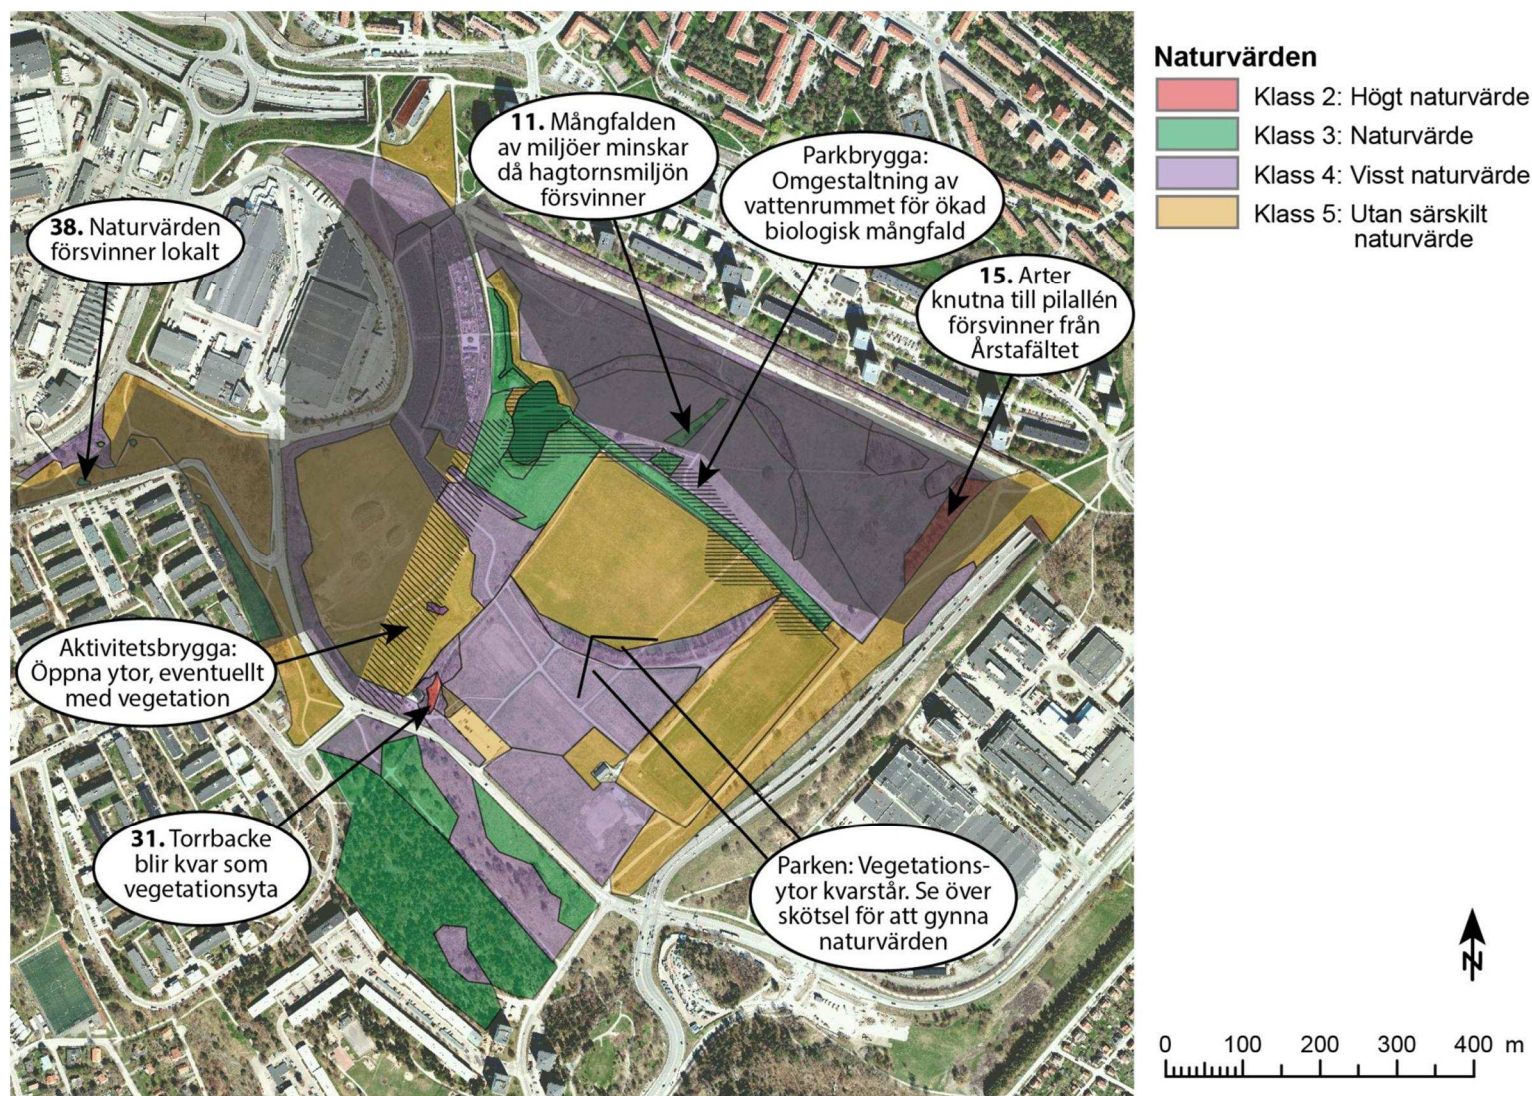 11. Mångfalden
av miljöer minskar
då hagtornsmiljön
försvinner
Parkbrygga:
Omgestaltning av
vattenrummet för ökad
biologisk mångfald
38. Naturvärden
försvinner lokalt
15. Arter
knutna till pilallén
försvinner från
Årstafältet
Aktivitetsbrygga:
Öppna ytor, eventuellt
med vegetation
31. Torrbacke
blir kvar som
vegetationsyta
Parken: Vegetations-
ytor kvarstår. Se över
skötsel för att gynna
naturvärden
Naturvärden
Klass 2: Högt naturvärde
Klass 3: Naturvärde
Klass 4: Visst naturvärde
Klass 5: Utan särskilt
naturvärde
N
0 100 200 300 400 m